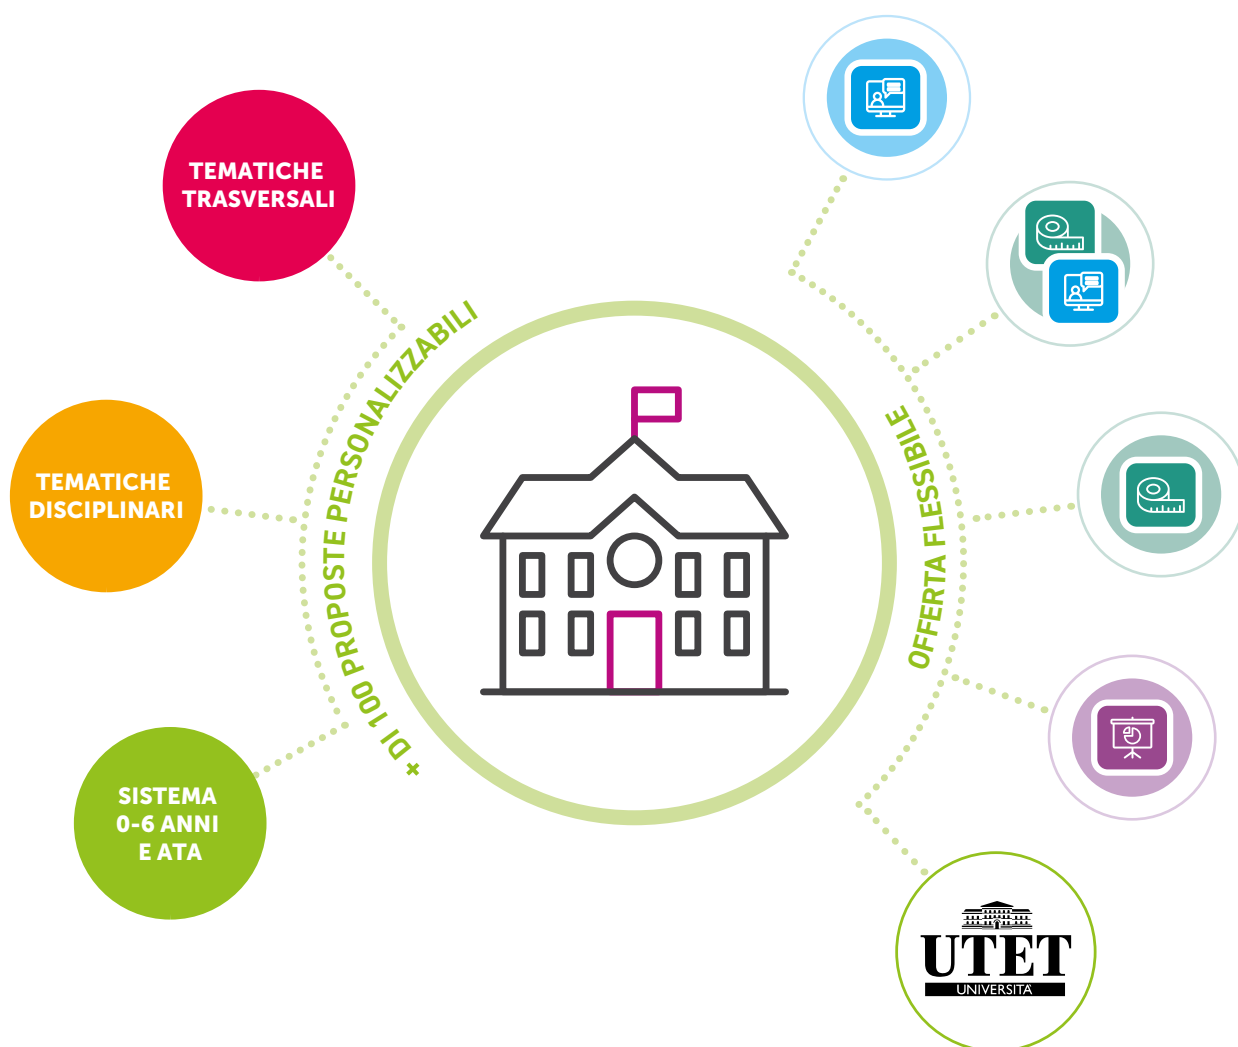 TEMATICHE
TRASVERSALI
TEMATICHE
DISCIPLINARI
SISTEMA
0-6 ANNI
E ATA
+ DI 100 PROPOSTE PERSONALIZZABILI
OFFERTA FLESSIBILE
UTET
UNIVERSITÀ